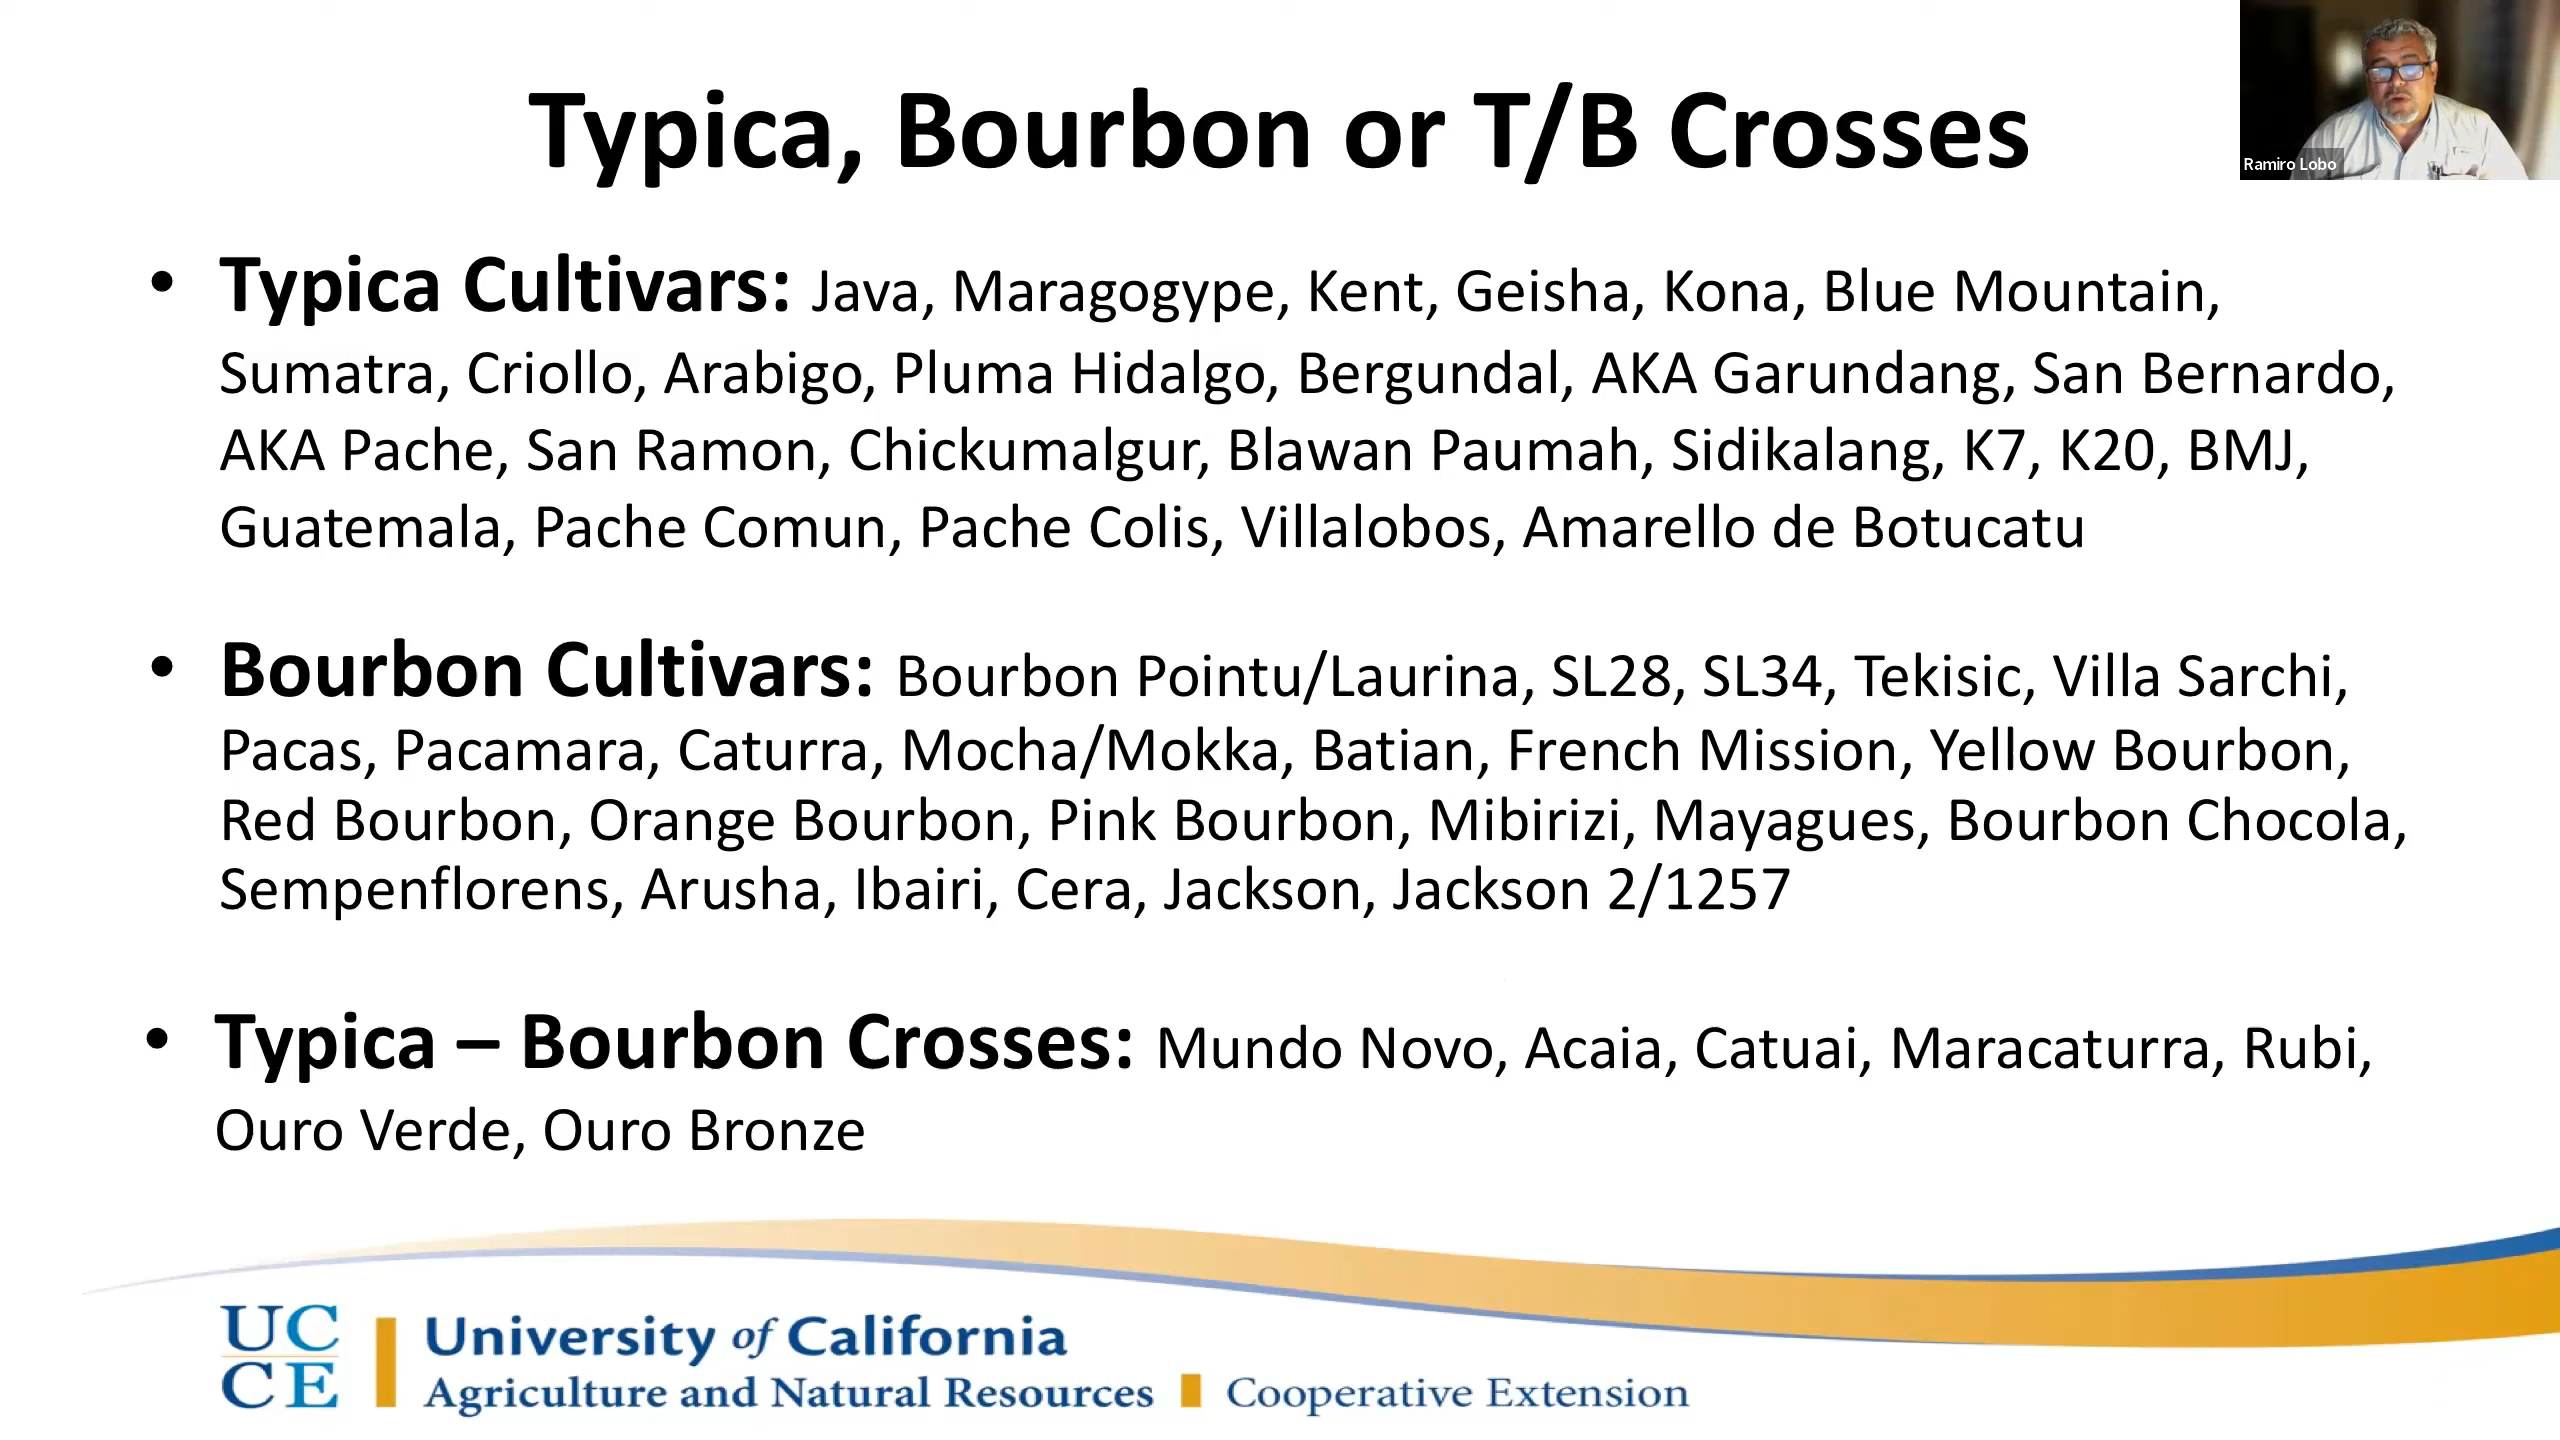 Typica, Bourbon or T/B Crosses
Ramiro Lobo
• Typica Cultivars: Java, Maragogype, Kent, Geisha, Kona, Blue Mountain,
Sumatra, Criollo, Arabigo, Pluma Hidalgo, Bergundal, AKA Garundang, San Bernardo,
AKA Pache, San Ramon, Chickumalgur, Blawan Paumah, Sidikalang, K7, K20, BMJ,
Guatemala, Pache Comun, Pache Colis, Villalobos, Amarello de Botucatu
• Bourbon Cultivars: Bourbon Pointu/Laurina, SL28, SL34, Tekisic, Villa Sarchi,
Pacas, Pacamara, Caturra, Mocha/Mokka, Batian, French Mission, Yellow Bourbon,
Red Bourbon, Orange Bourbon, Pink Bourbon, Mibirizi, Mayagues, Bourbon Chocola,
Sempenflorens, Arusha, Ibairi, Cera, Jackson, Jackson 2/1257
• Typica – Bourbon Crosses: Mundo Novo, Acaia, Catuai, Maracaturra, Rubi,
Ouro Verde, Ouro Bronze
UC
CE
University of California
Agriculture and Natural Resources Cooperative Extension